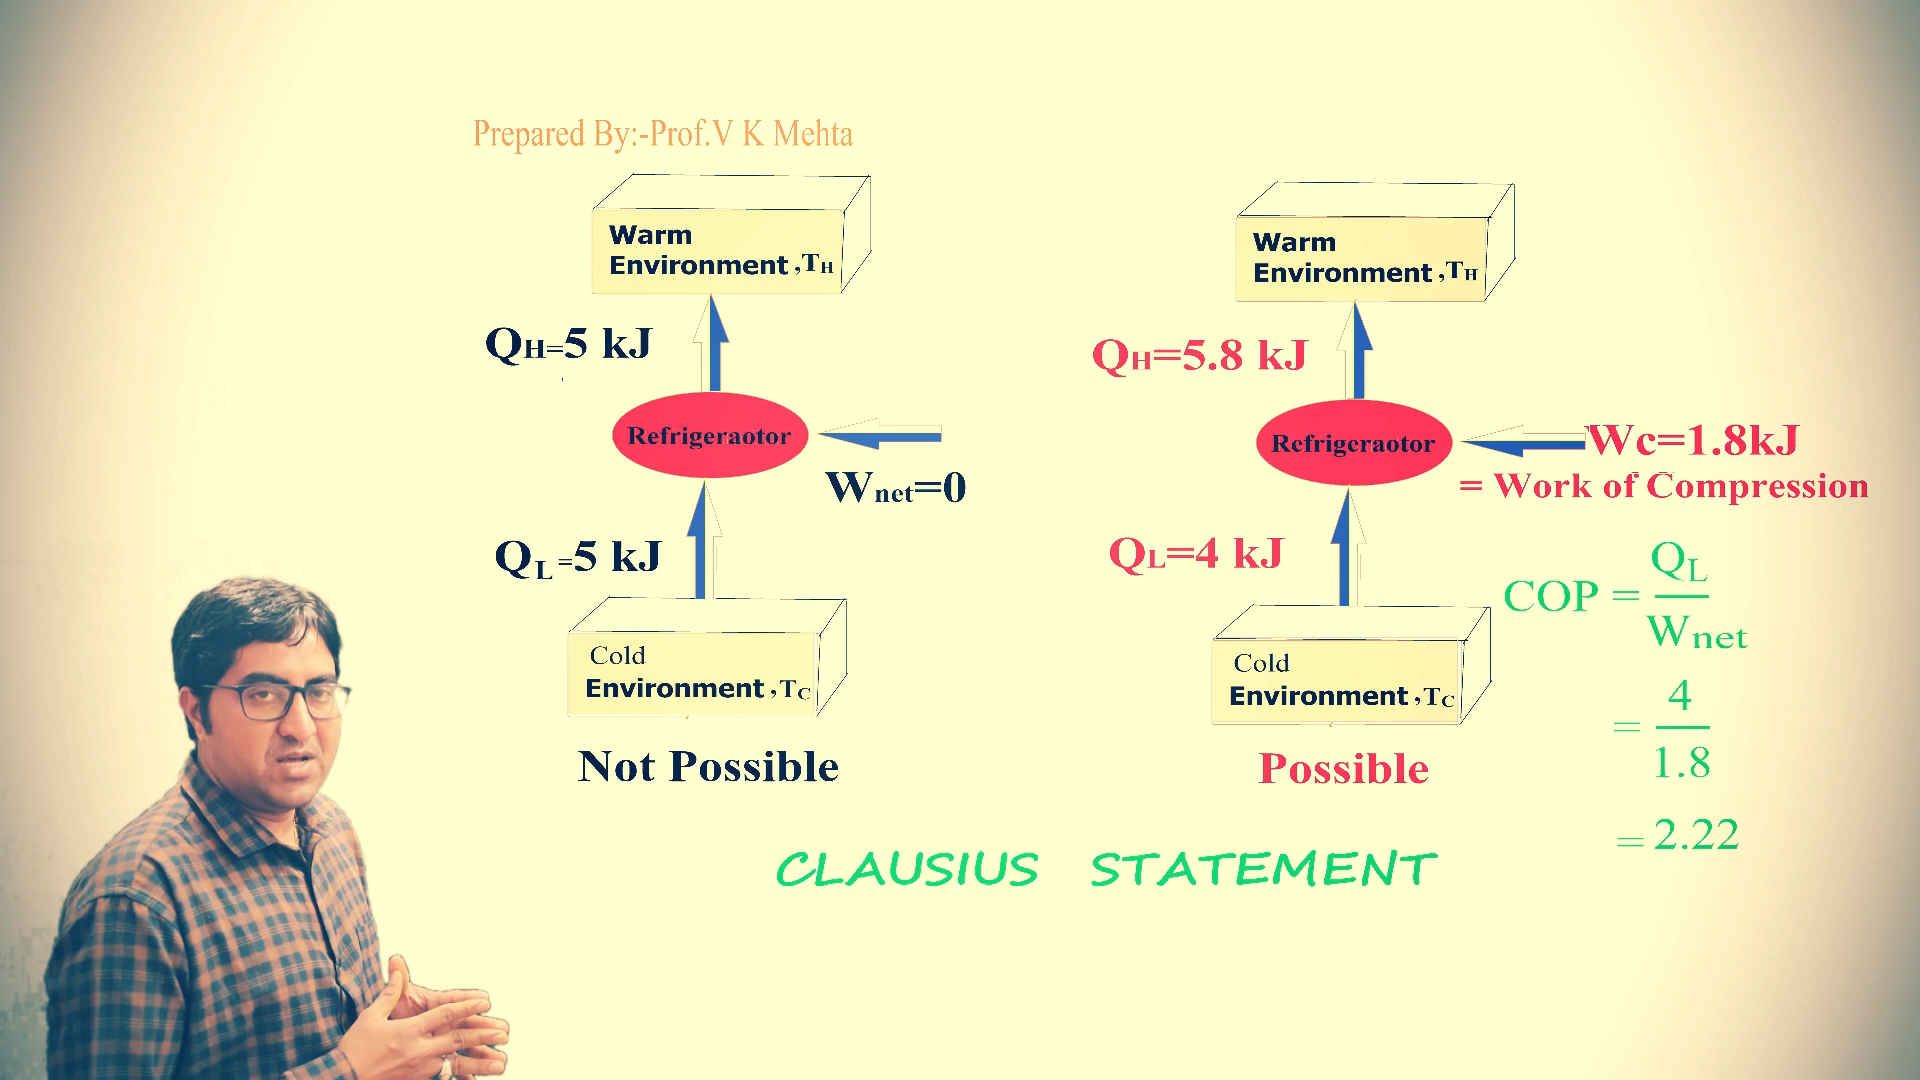 Prepared By:-Prof.V K Mehta
Warm
Environment ,TH
QH=5 kJ
Refrigeraotor
Wnet=0
QL =5 kJ
Cold
Environment ,TC
Not Possible
Warm
Environment ,TH
QH=5.8 kJ
Refrigeraotor
Wc=1.8kJ
= Work of Compression
QL=4 kJ
Cold
Environment ,TC
Possible
COP = QL
Wnet
= 4
1.8
= 2.22
CLAUSIUS STATEMENT